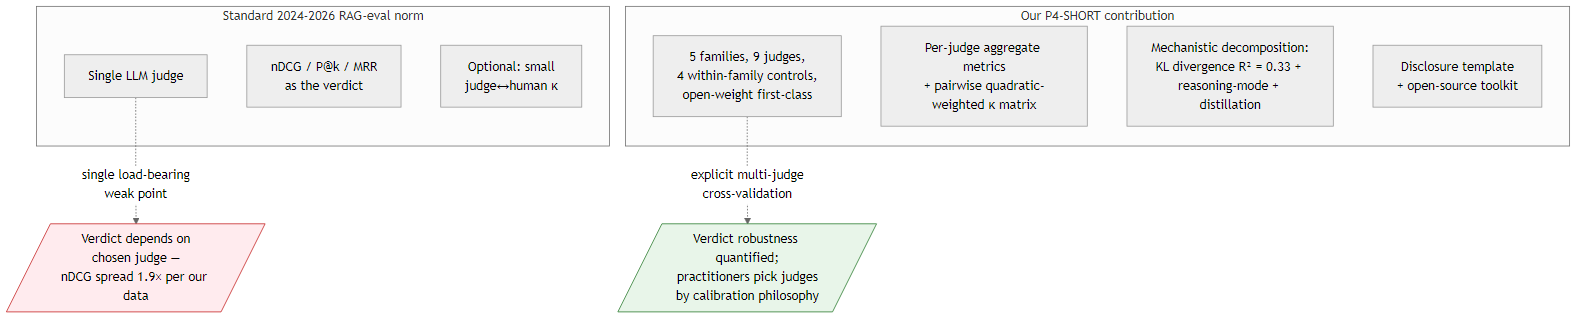 Standard 2024-2026 RAG-eval norm
Single LLM judge
nDCG / P@k / MRR
as the verdict
Optional: small
judge↔human κ
single load-bearing
weak point
Verdict depends on
chosen judge —
nDCG spread 1.9× per our
data
Our P4-SHORT contribution
5 families, 9 judges,
4 within-family controls,
open-weight first-class
Per-judge aggregate
metrics
+ pairwise quadratic-
weighted κ matrix
Mechanistic decomposition:
KL divergence R² = 0.33 +
reasoning-mode +
distillation
Disclosure template
+ open-source toolkit
explicit multi-judge
cross-validation
Verdict robustness
quantified;
practitioners pick judges
by calibration philosophy